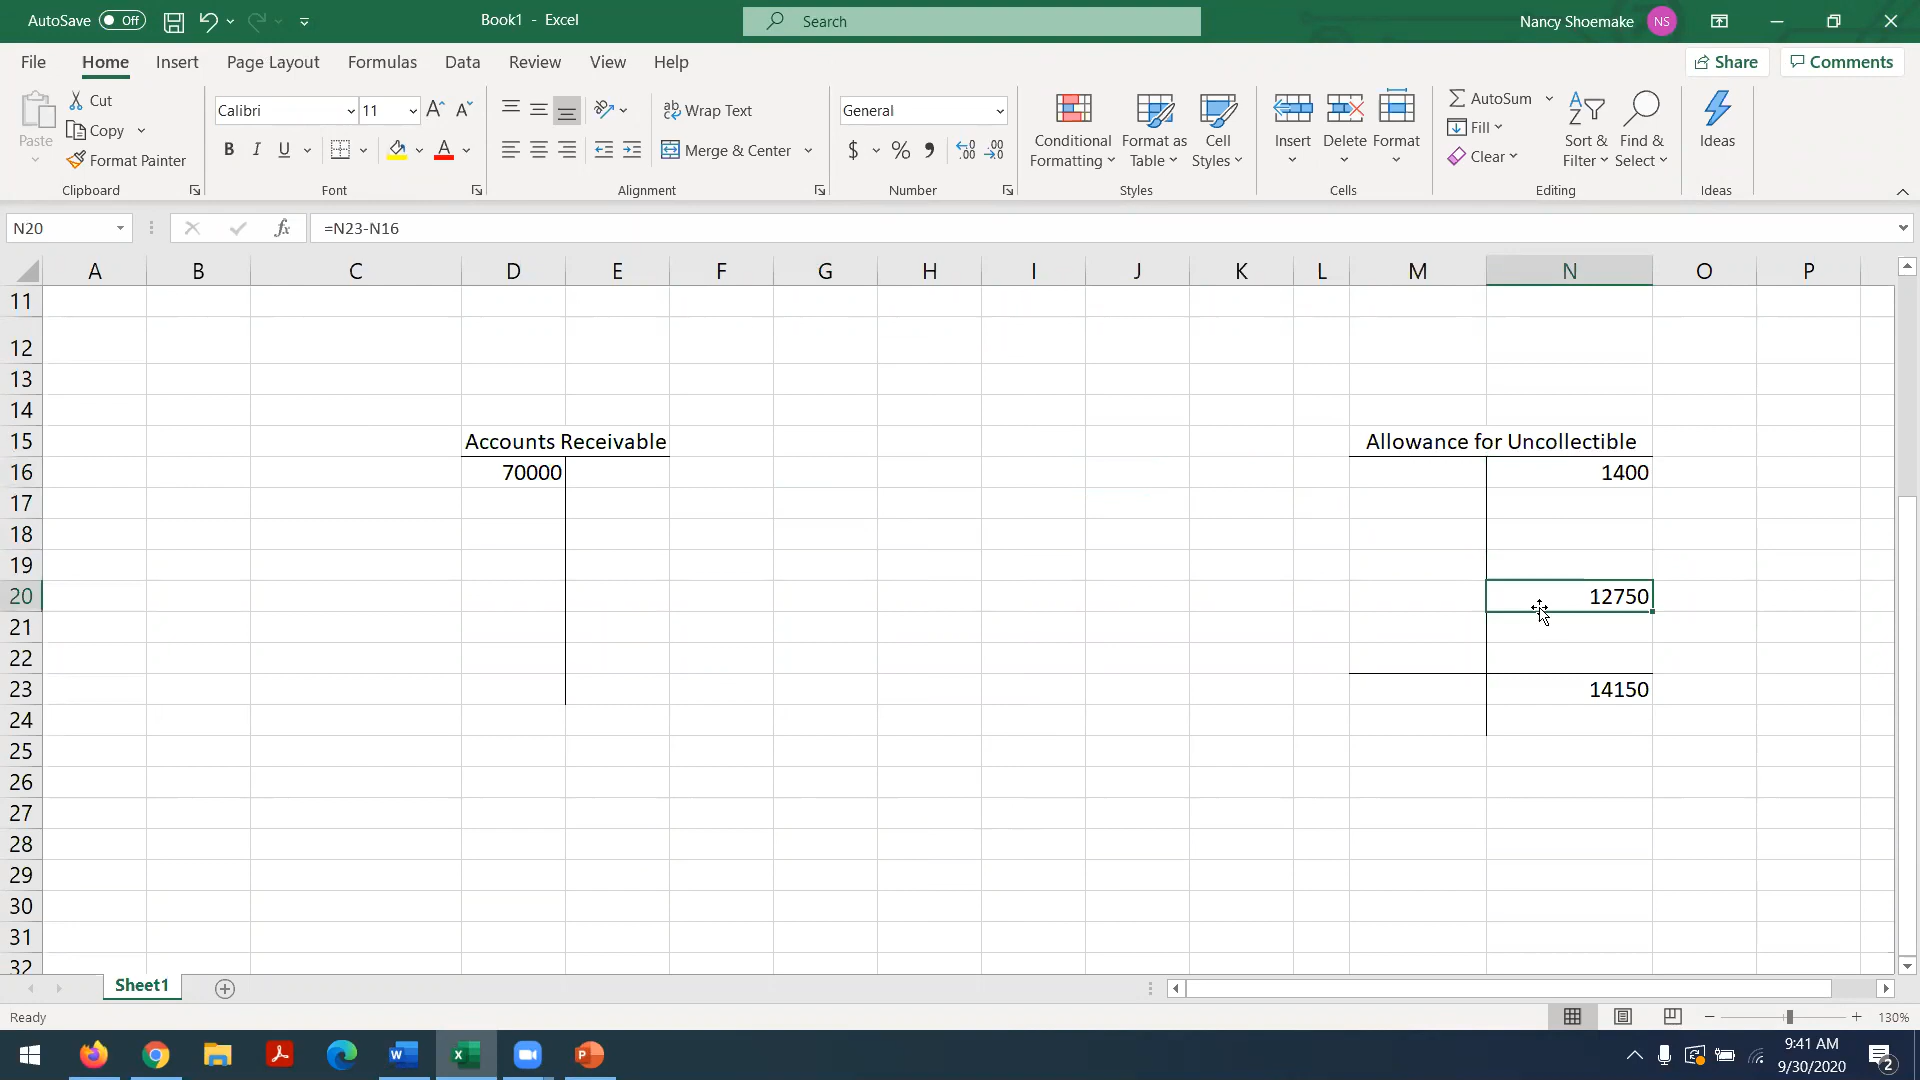 AutoSave Off Book1 - Excel Search Nancy Shoemake NS
File Home Insert Page Layout Formulas Data Review View Help Share Comments
Cut
Copy
Format Painter
Paste
Clipboard
Calibri 11
B I U A
Font
Wrap Text
Merge & Center
Alignment
General
$ % 9
Number
Conditional Formatting
Format as Table
Cell Styles
Styles
Insert Delete Format
Cells
AutoSum
Fill
Clear
Sort & Filter
Find & Select
Editing
Ideas
Ideas
N20 fx =N23-N16
A B C D E F G H I J K L M N O P
11
12
13
14
15 Accounts Receivable Allowance for Uncollectible
16 70000 1400
17
18
19
20 12750
21
22
23 14150
24
25
26
27
28
29
30
31
32
Sheet1
Ready 130%
9:41 AM
9/30/2020
2